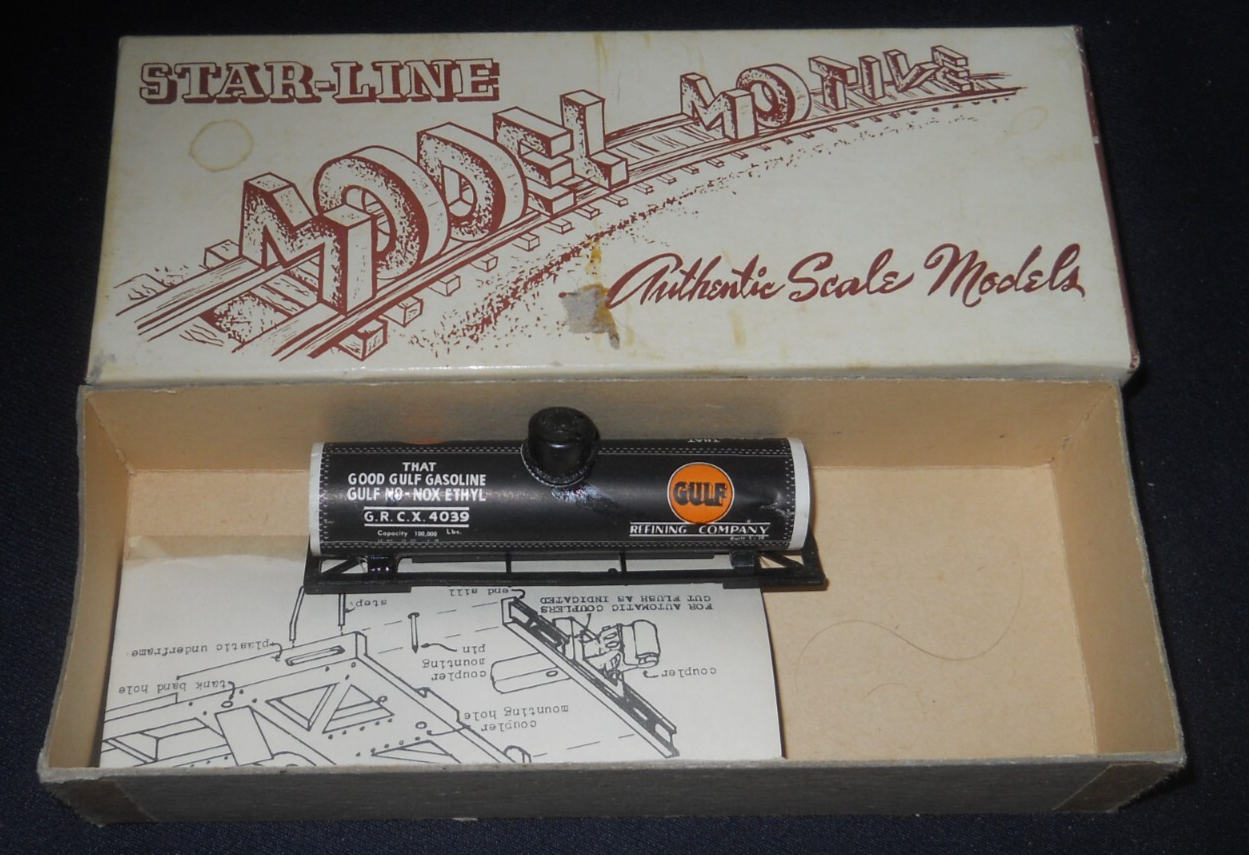 STAR-LINE
MODEL MOTIVE
Authentic Scale Models
THAT
GOOD GULF GASOLINE
GULF NO-NOX ETHYL
G.R.C.X. 4039
Capacity 100,000 Lbs.
THAT
GULF
REFINING COMPANY
FOR AUTOMATIC COUPLERS
CUT FLUSH AS INDICATED
end sill
step
coupler
pin
mounting
coupler
plastic underframe
tank band hole
coupler
mounting hole